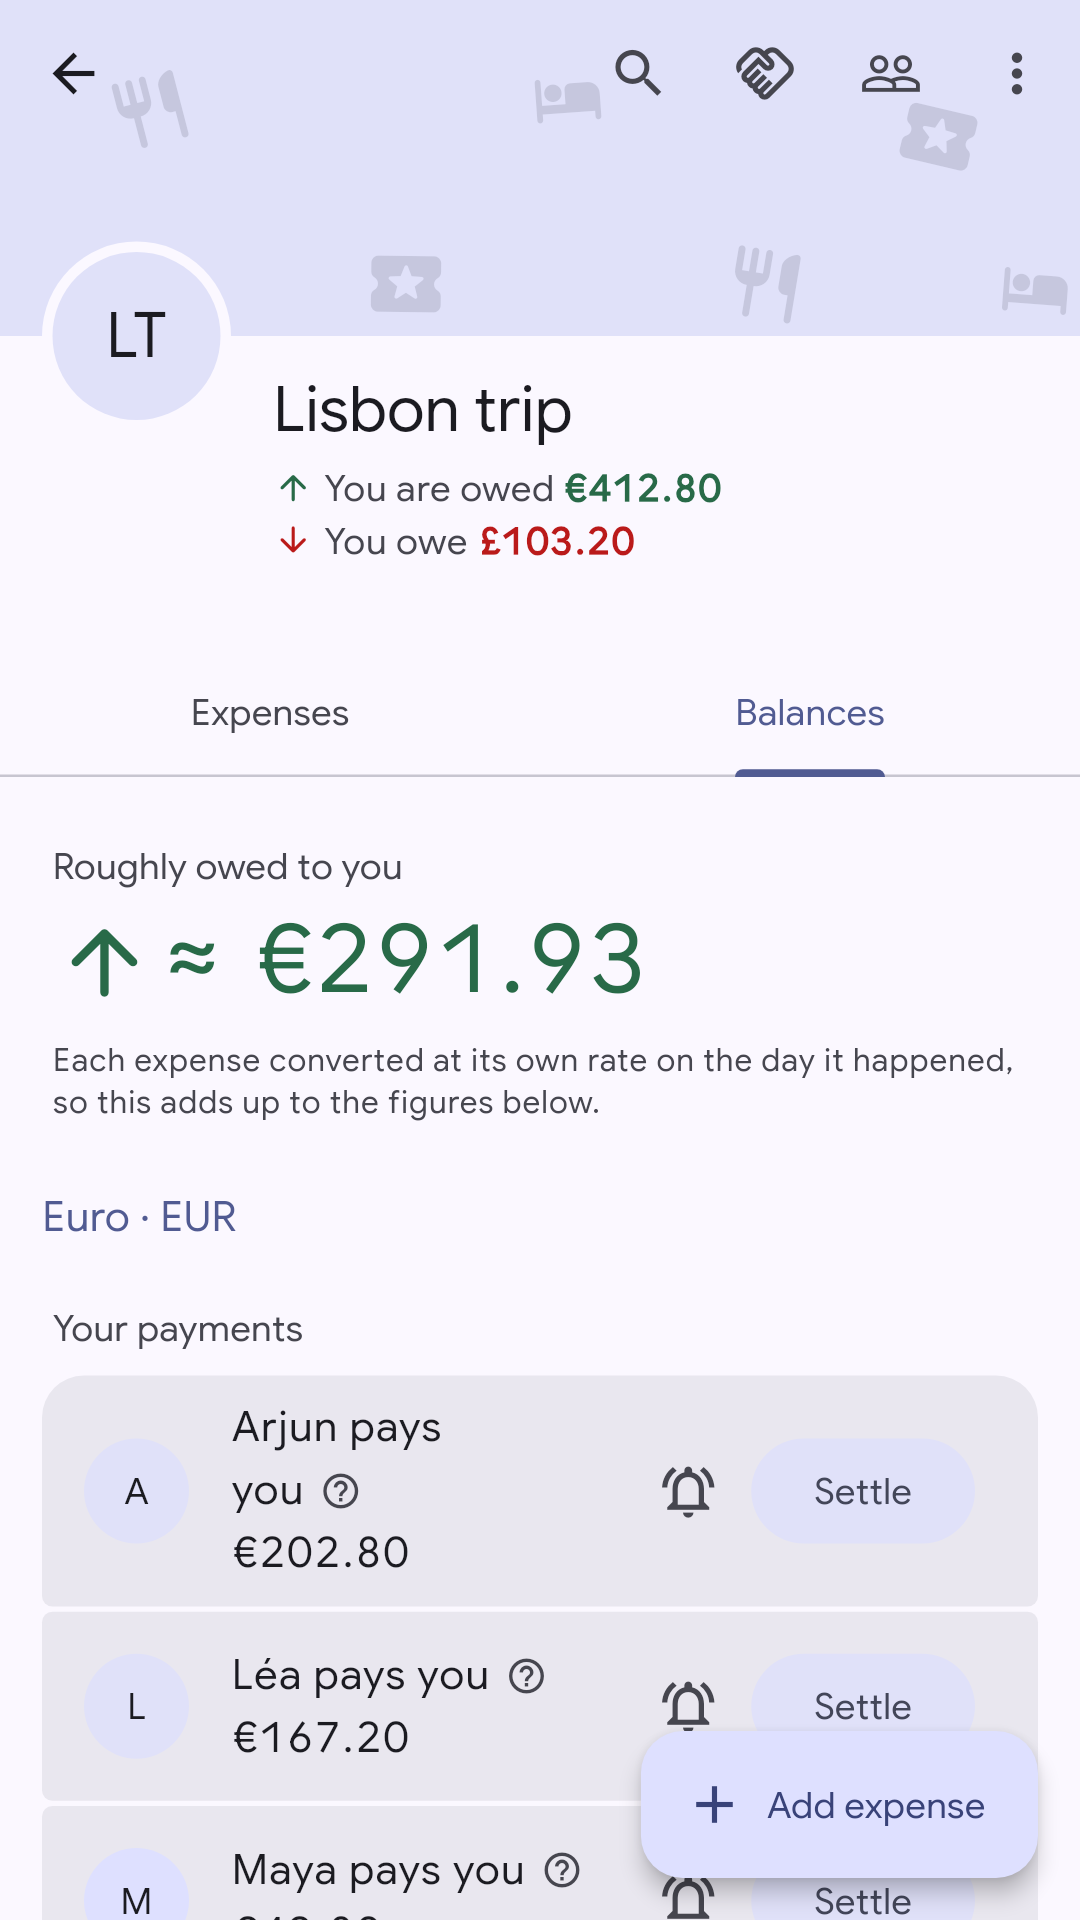 LT
Lisbon trip
You are owed €412.80
You owe £103.20
Expenses
Balances
Roughly owed to you
≈ €291.93
Each expense converted at its own rate on the day it happened,
so this adds up to the figures below.
Euro · EUR
Your payments
A
Arjun pays
you
€202.80
Settle
L
Léa pays you
€167.20
Settle
Add expense
M
Maya pays you
Settle